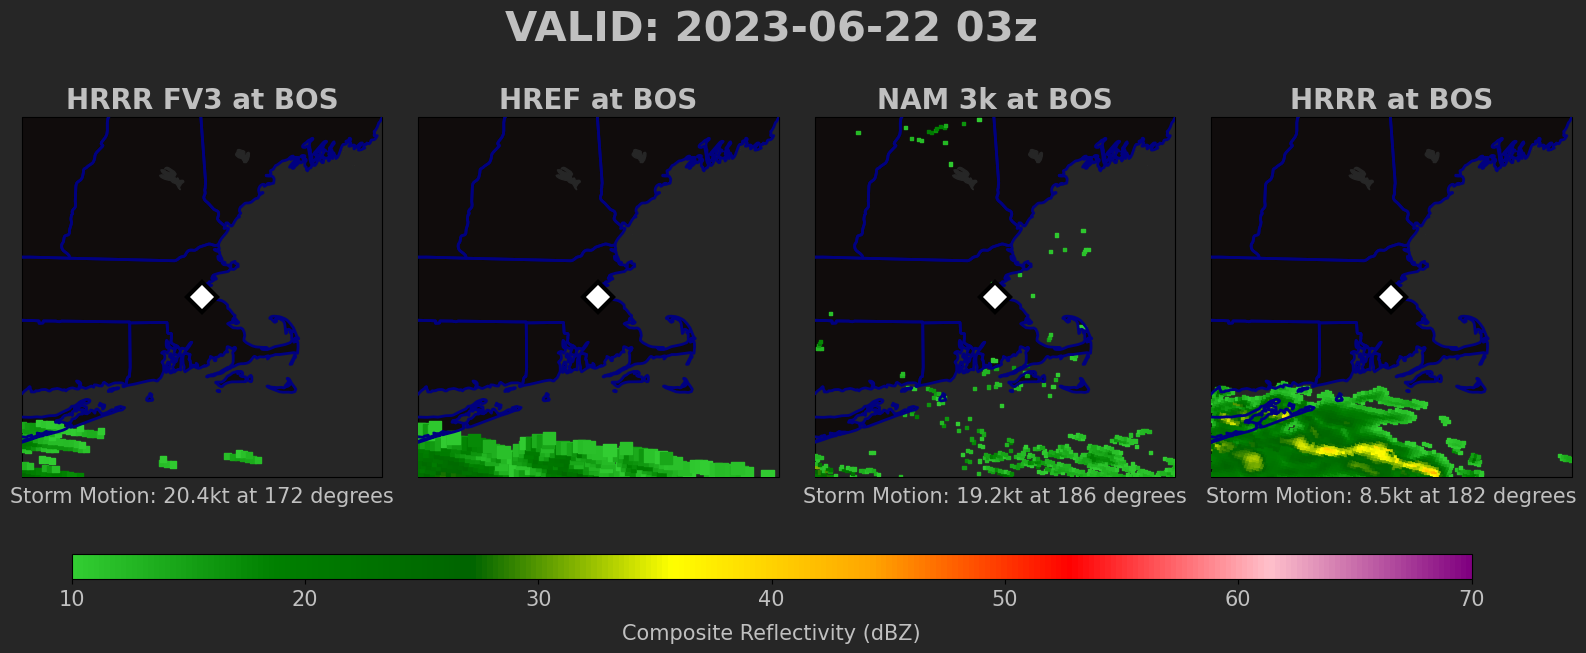 VALID: 2023-06-22 03z
HRRR FV3 at BOS
HREF at BOS
NAM 3k at BOS
HRRR at BOS
Storm Motion: 20.4kt at 172 degrees
Storm Motion: 19.2kt at 186 degrees
Storm Motion: 8.5kt at 182 degrees
10 20 30 40 50 60 70
Composite Reflectivity (dBZ)